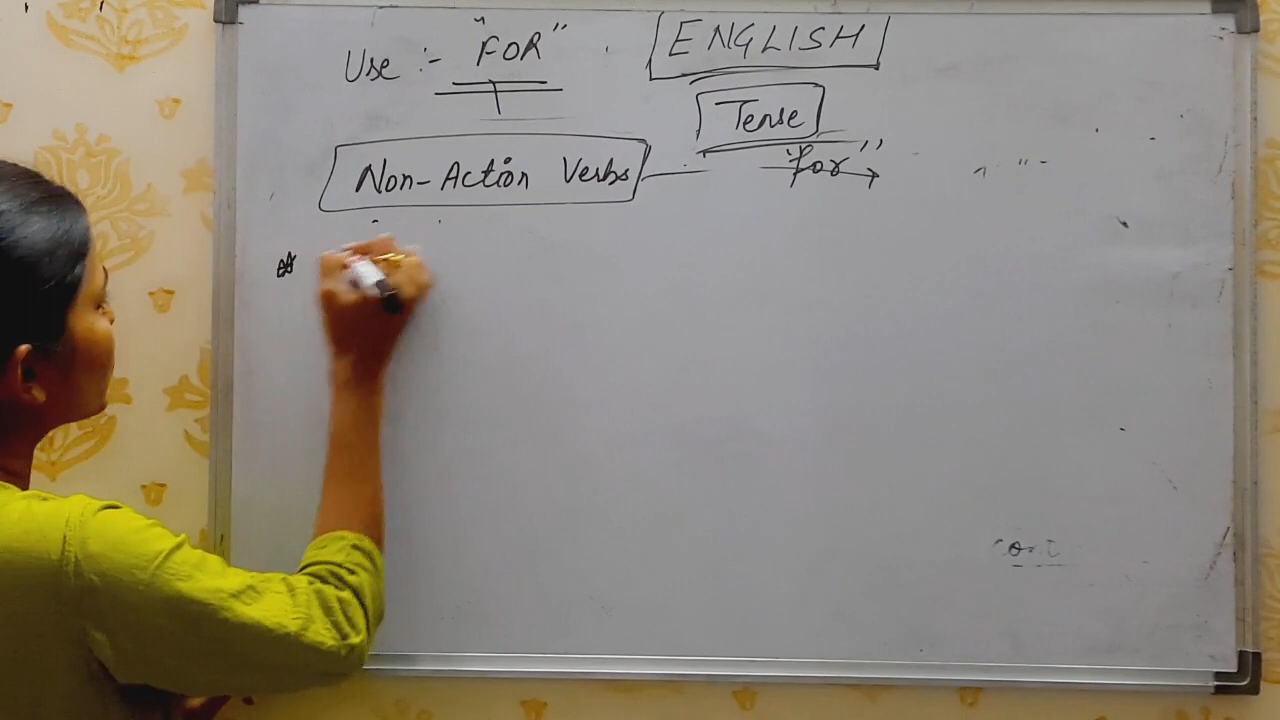 Use :- "FOR"
ENGLISH
Tense
Non-Action Verbs — "for"